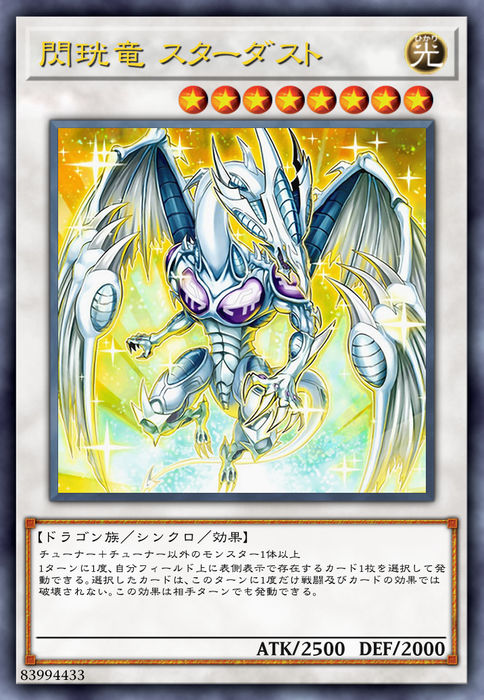 閃珖竜 スターダスト
ひかり
光
【ドラゴン族／シンクロ／効果】
チューナー＋チューナー以外のモンスター1体以上
1ターンに1度、自分フィールド上に表側表示で存在するカード1枚を選択して発
動できる。選択したカードは、このターンに1度だけ戦闘及びカードの効果では
破壊されない。この効果は相手ターンでも発動できる。
ATK/2500 DEF/2000
83994433